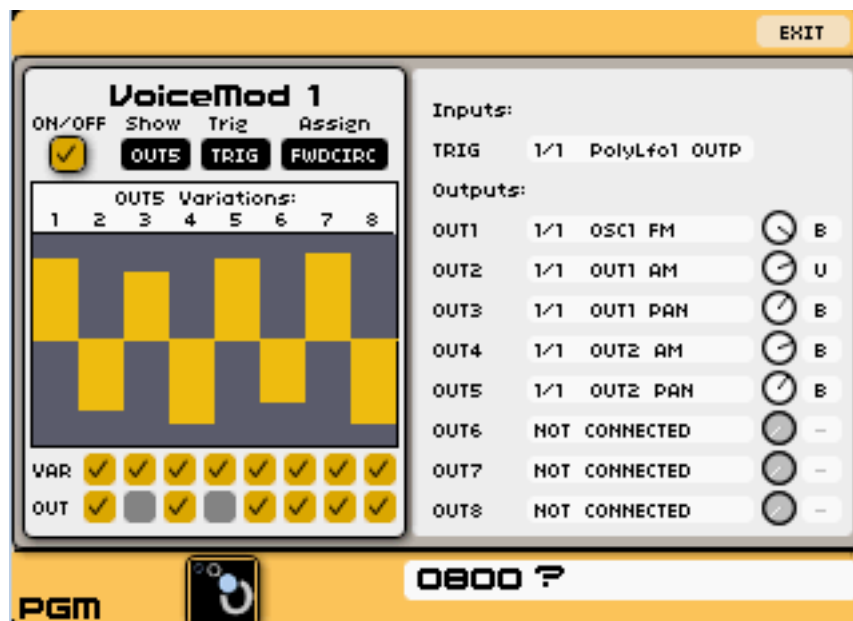 EXIT
VoiceMod 1
ON/OFF Show Trig Assign
OUT5 TRIG FWDCIRC
OUT5 Variations:
1 2 3 4 5 6 7 8
VAR
OUT
Inputs:
TRIG 1/1 PolyLfo1 OUTP
Outputs:
OUT1 1/1 OSC1 FM B
OUT2 1/1 OUT1 AM U
OUT3 1/1 OUT1 PAN B
OUT4 1/1 OUT2 AM B
OUT5 1/1 OUT2 PAN B
OUT6 NOT CONNECTED -
OUT7 NOT CONNECTED -
OUT8 NOT CONNECTED -
PGM
0800 ?